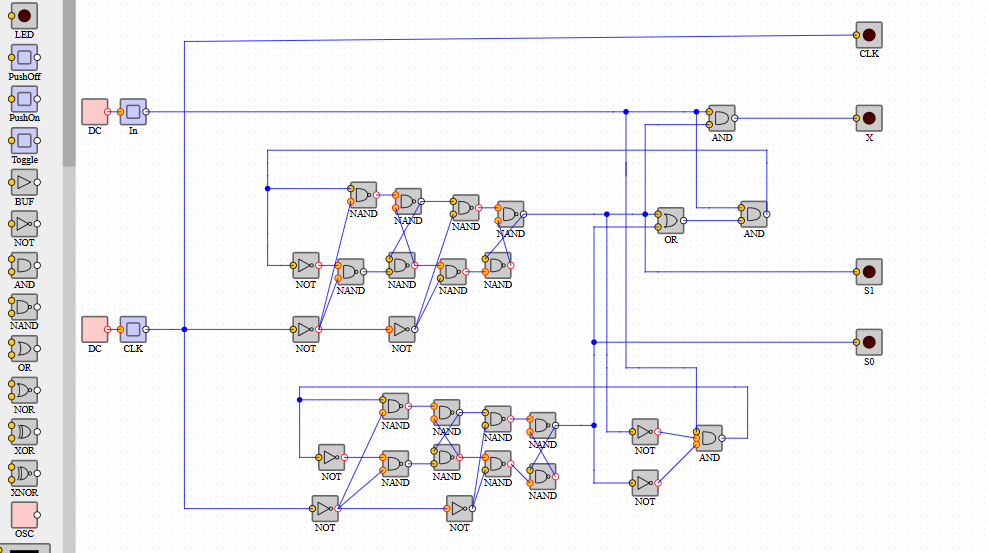 LED
PushOff
PushOn
Toggle
BUF
NOT
AND
NAND
OR
NOR
XOR
XNOR
OSC
CLK
DC
In
AND
X
NAND
NAND
NAND
NAND
OR
AND
NOT
NAND
NAND
NAND
NAND
S1
DC
CLK
NOT
NOT
S0
NAND
NAND
NAND
NAND
NOT
AND
NOT
NAND
NAND
NAND
NAND
NOT
NOT
NOT